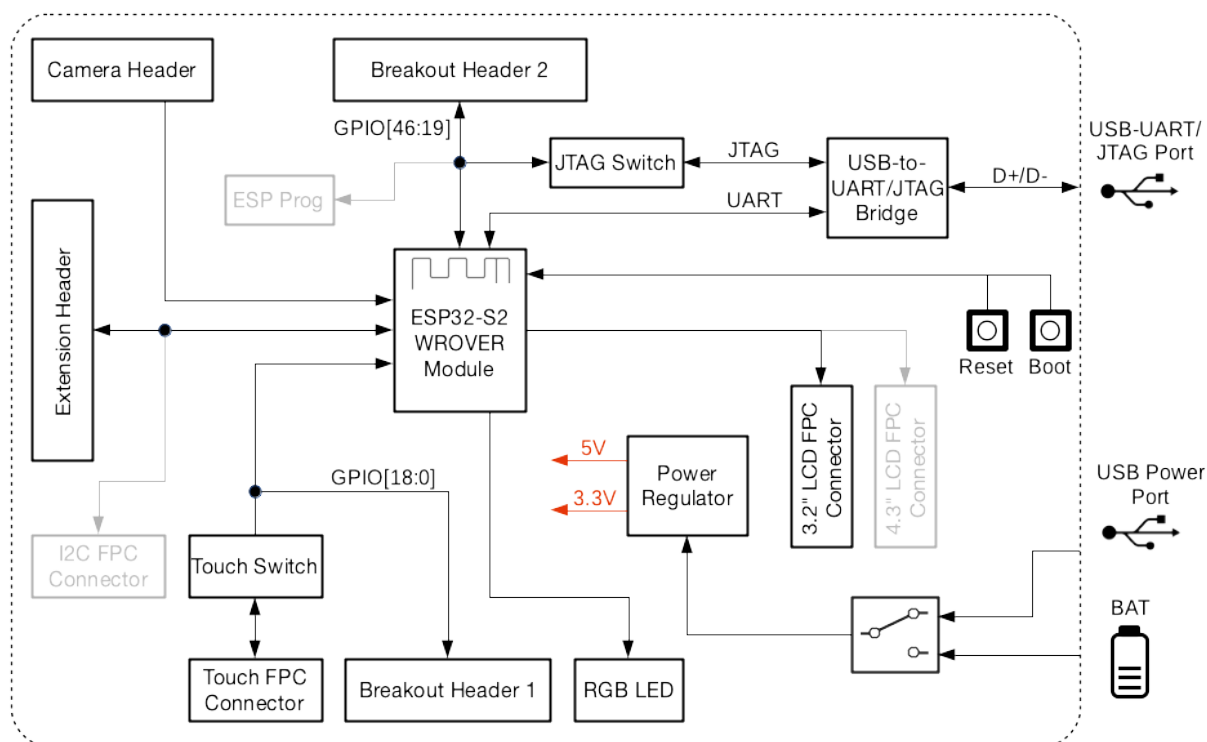 Camera Header
Breakout Header 2
GPIO[46:19]
USB-UART/
JTAG Port
JTAG Switch
JTAG
USB-to-
UART/JTAG
Bridge
D+/D-
ESP Prog
UART
Extension Header
ESP32-S2
WROVER
Module
Reset
Boot
3.2" LCD FPC
Connector
4.3" LCD FPC
Connector
5V
3.3V
Power
Regulator
USB Power
Port
GPIO[18:0]
I2C FPC
Connector
Touch Switch
BAT
Touch FPC
Connector
Breakout Header 1
RGB LED